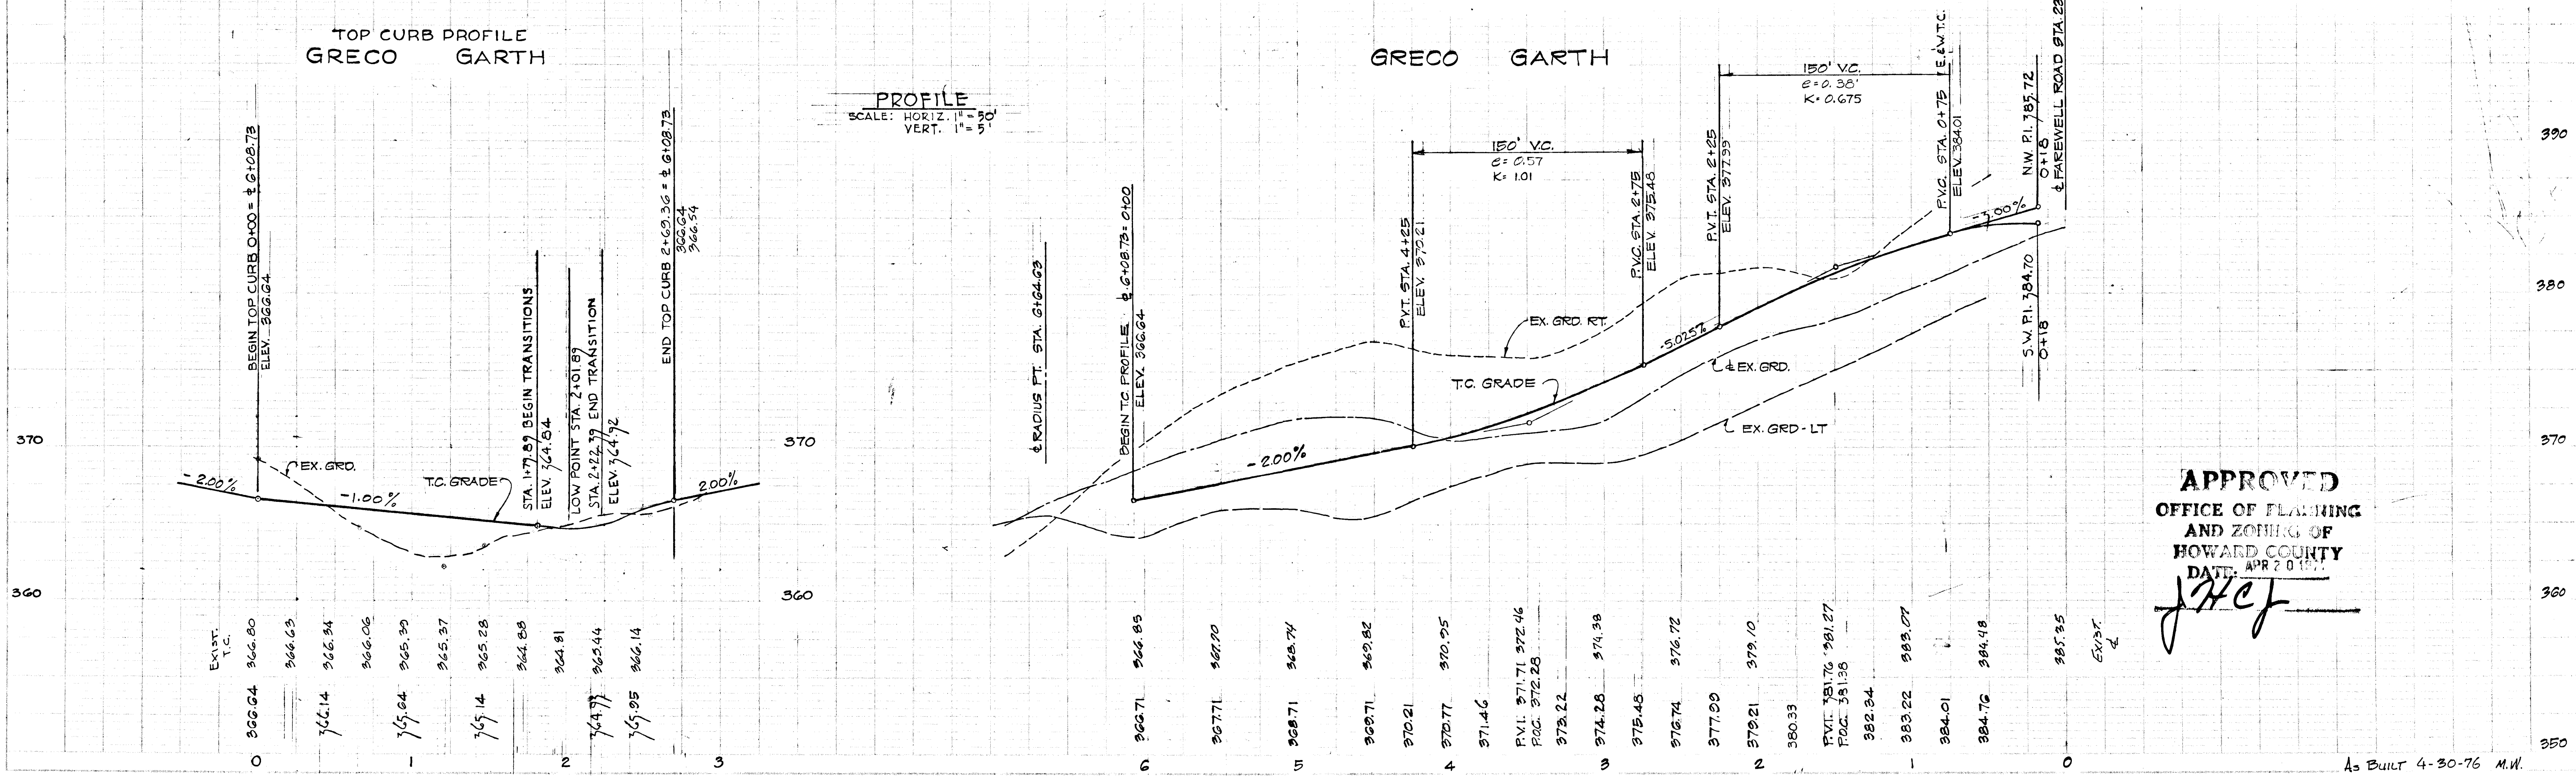 TOP CURB PROFILE
GRECO GARTH
BEGIN TOP CURB 0+00 = ℄ 6+08.73
ELEV. 366.64
STA. 1+79.89 BEGIN TRANSITIONS
ELEV. 364.84
LOW POINT STA. 2+01.89
STA. 2+22.39 END TRANSITION
ELEV. 364.92
END TOP CURB 2+69.36 = ℄ 6+08.73
366.64
366.54
-2.00%
EX. GRD.
-1.00%
T.C. GRADE
2.00%
370
360
EXIST. T.C.
366.80
366.63
366.34
366.06
365.39
365.37
365.28
364.88
364.81
365.44
366.14
366.64
366.14
365.64
365.14
364.97
365.95
0 1 2 3
PROFILE
SCALE: HORIZ. 1" = 50'
VERT. 1" = 5'
GRECO GARTH
℄ RADIUS PT. STA. 6+64.63
BEGIN T.C. PROFILE ℄ 6+08.73 = 0+00
ELEV. 366.64
P.V.T. STA. 4+25
ELEV. 370.21
150' V.C.
e = 0.57
K = 1.01
P.V.C. STA. 2+75
ELEV. 375.48
P.V.T. STA. 2+25
ELEV. 377.99
150' V.C.
e = 0.38'
K = 0.675
P.V.C. STA. 0+75 E.&W.T.C.
ELEV. 384.01
N.W. P.I. 385.72
0+18
S.W. P.I. 384.70
0+18
℄ FAREWELL ROAD STA. 23
-3.00%
EX. GRD. RT.
-5.025%
℄ EX. GRD.
T.C. GRADE
EX. GRD-LT
-2.00%
370
360
390
380
370
360
350
366.85
367.90
368.74
369.82
370.95
372.46
374.38
376.72
379.10
381.27
383.07
384.48
385.35
EXIST. ℄
366.71
367.71
368.71
369.71
370.21
370.77
371.46
P.V.I. 371.71
P.O.C. 372.28
373.22
374.28
375.48
376.74
377.99
379.21
380.33
P.V.I. 381.76
P.O.C. 381.38
382.34
383.22
384.01
384.76
6 5 4 3 2 1 0
APPROVED
OFFICE OF PLANNING
AND ZONING OF
HOWARD COUNTY
DATE: APR 20
JHCJ
As BUILT 4-30-76 M.W.